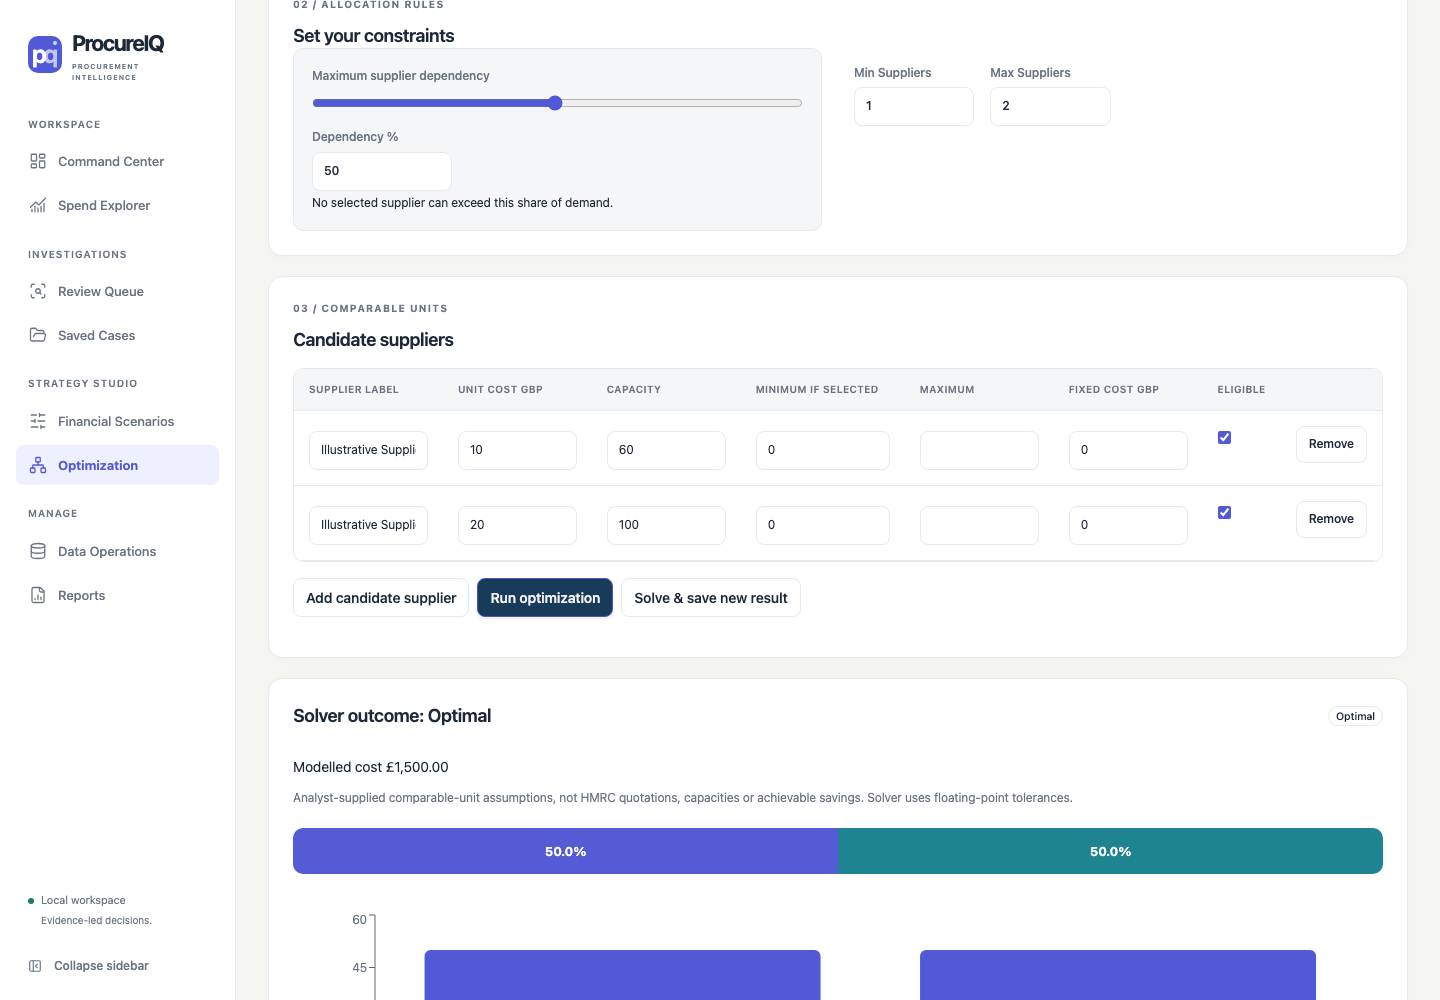 ProcureIQ
PROCUREMENT
INTELLIGENCE
WORKSPACE
Command Center
Spend Explorer
INVESTIGATIONS
Review Queue
Saved Cases
STRATEGY STUDIO
Financial Scenarios
Optimization
MANAGE
Data Operations
Reports
Local workspace
Evidence-led decisions.
Collapse sidebar
02 / ALLOCATION RULES
Set your constraints
Maximum supplier dependency
Dependency %
50
No selected supplier can exceed this share of demand.
Min Suppliers Max Suppliers
1 2
03 / COMPARABLE UNITS
Candidate suppliers
SUPPLIER LABEL UNIT COST GBP CAPACITY MINIMUM IF SELECTED MAXIMUM FIXED COST GBP ELIGIBLE
Illustrative Suppli 10 60 0 0 Remove
Illustrative Suppli 20 100 0 0 Remove
Add candidate supplier Run optimization Solve & save new result
Solver outcome: Optimal Optimal
Modelled cost £1,500.00
Analyst-supplied comparable-unit assumptions, not HMRC quotations, capacities or achievable savings. Solver uses floating-point tolerances.
50.0% 50.0%
60
45